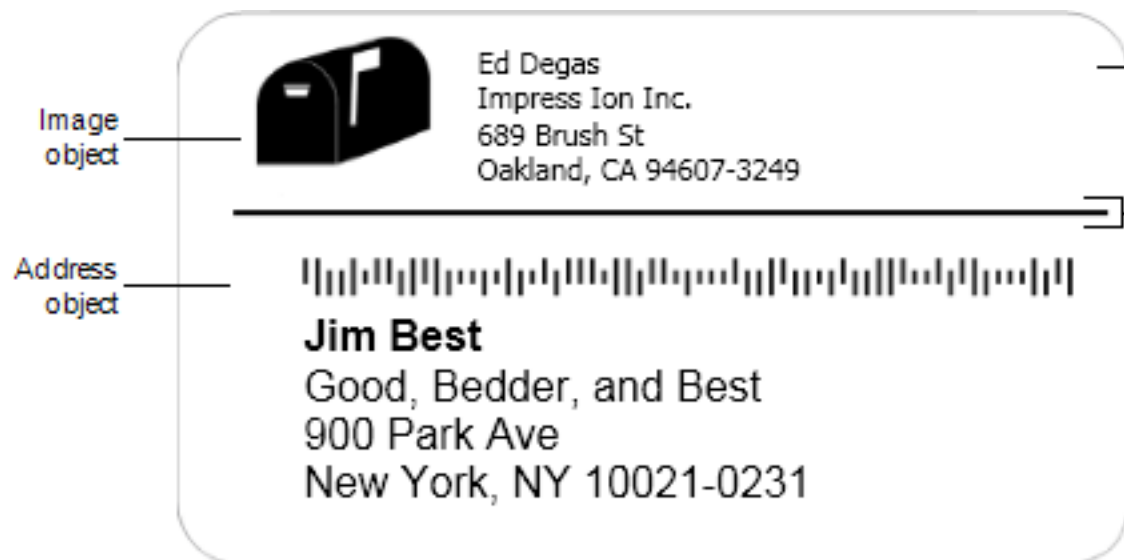 Image
object
Ed Degas
Impress Ion Inc.
689 Brush St
Oakland, CA 94607-3249
Address
object
Jim Best
Good, Bedder, and Best
900 Park Ave
New York, NY 10021-0231